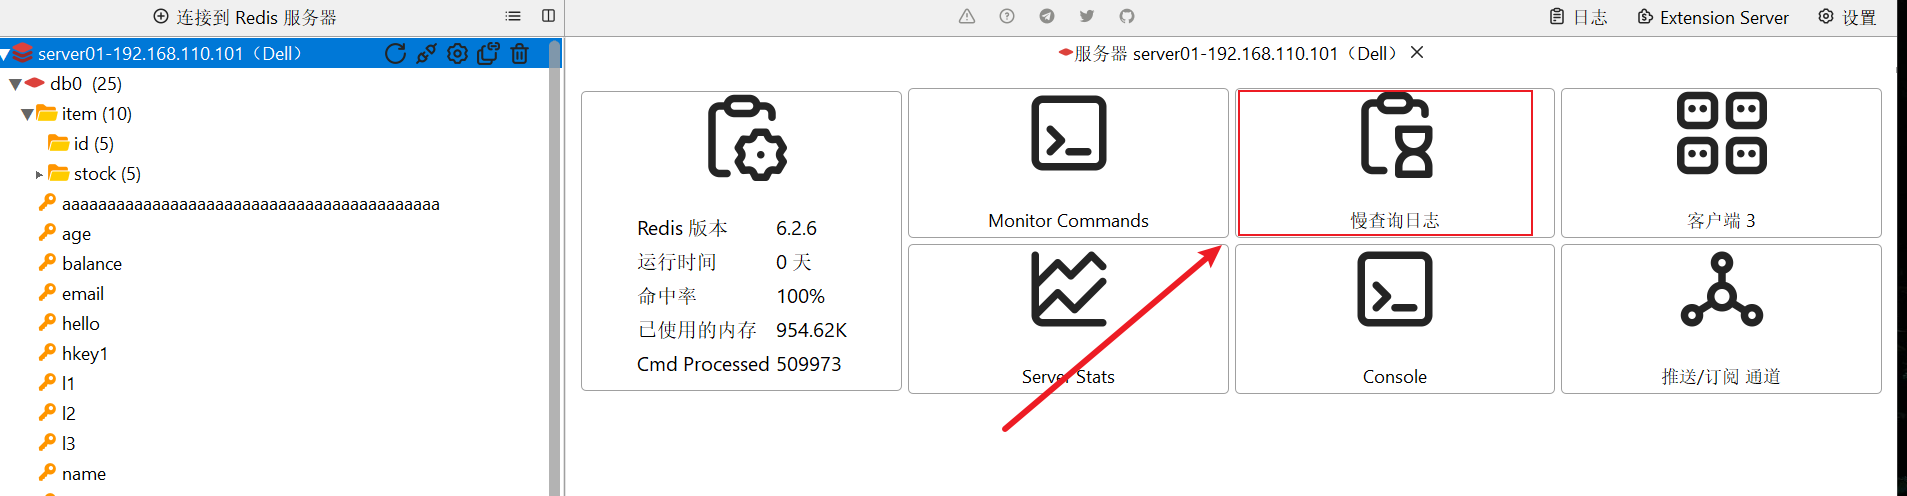 连接到 Redis 服务器
日志
Extension Server
设置
server01-192.168.110.101（Dell）
db0 (25)
item (10)
id (5)
stock (5)
aaaaaaaaaaaaaaaaaaaaaaaaaaaaaaaaaaaaaaaaaa
age
balance
email
hello
hkey1
l1
l2
l3
name
服务器 server01-192.168.110.101（Dell）
Redis 版本 6.2.6
运行时间 0 天
命中率 100%
已使用的内存 954.62K
Cmd Processed 509973
Monitor Commands
慢查询日志
客户端 3
Server Stats
Console
推送/订阅 通道